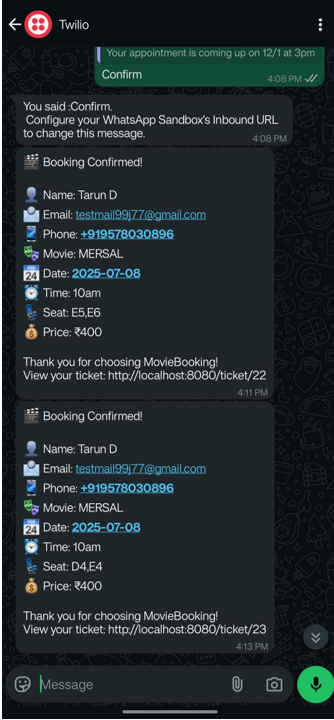 Twilio
Your appointment is coming up on 12/1 at 3pm
Confirm
4:08 PM
You said :Confirm.
Configure your WhatsApp Sandbox's Inbound URL
to change this message.
4:08 PM
Booking Confirmed!
Name: Tarun D
Email: testmail99j77@gmail.com
Phone: +919578030896
Movie: MERSAL
Date: 2025-07-08
Time: 10am
Seat: E5,E6
Price: ₹400
Thank you for choosing MovieBooking!
View your ticket: http://localhost:8080/ticket/22
4:11 PM
Booking Confirmed!
Name: Tarun D
Email: testmail99j77@gmail.com
Phone: +919578030896
Movie: MERSAL
Date: 2025-07-08
Time: 10am
Seat: D4,E4
Price: ₹400
Thank you for choosing MovieBooking!
View your ticket: http://localhost:8080/ticket/23
4:13 PM
Message